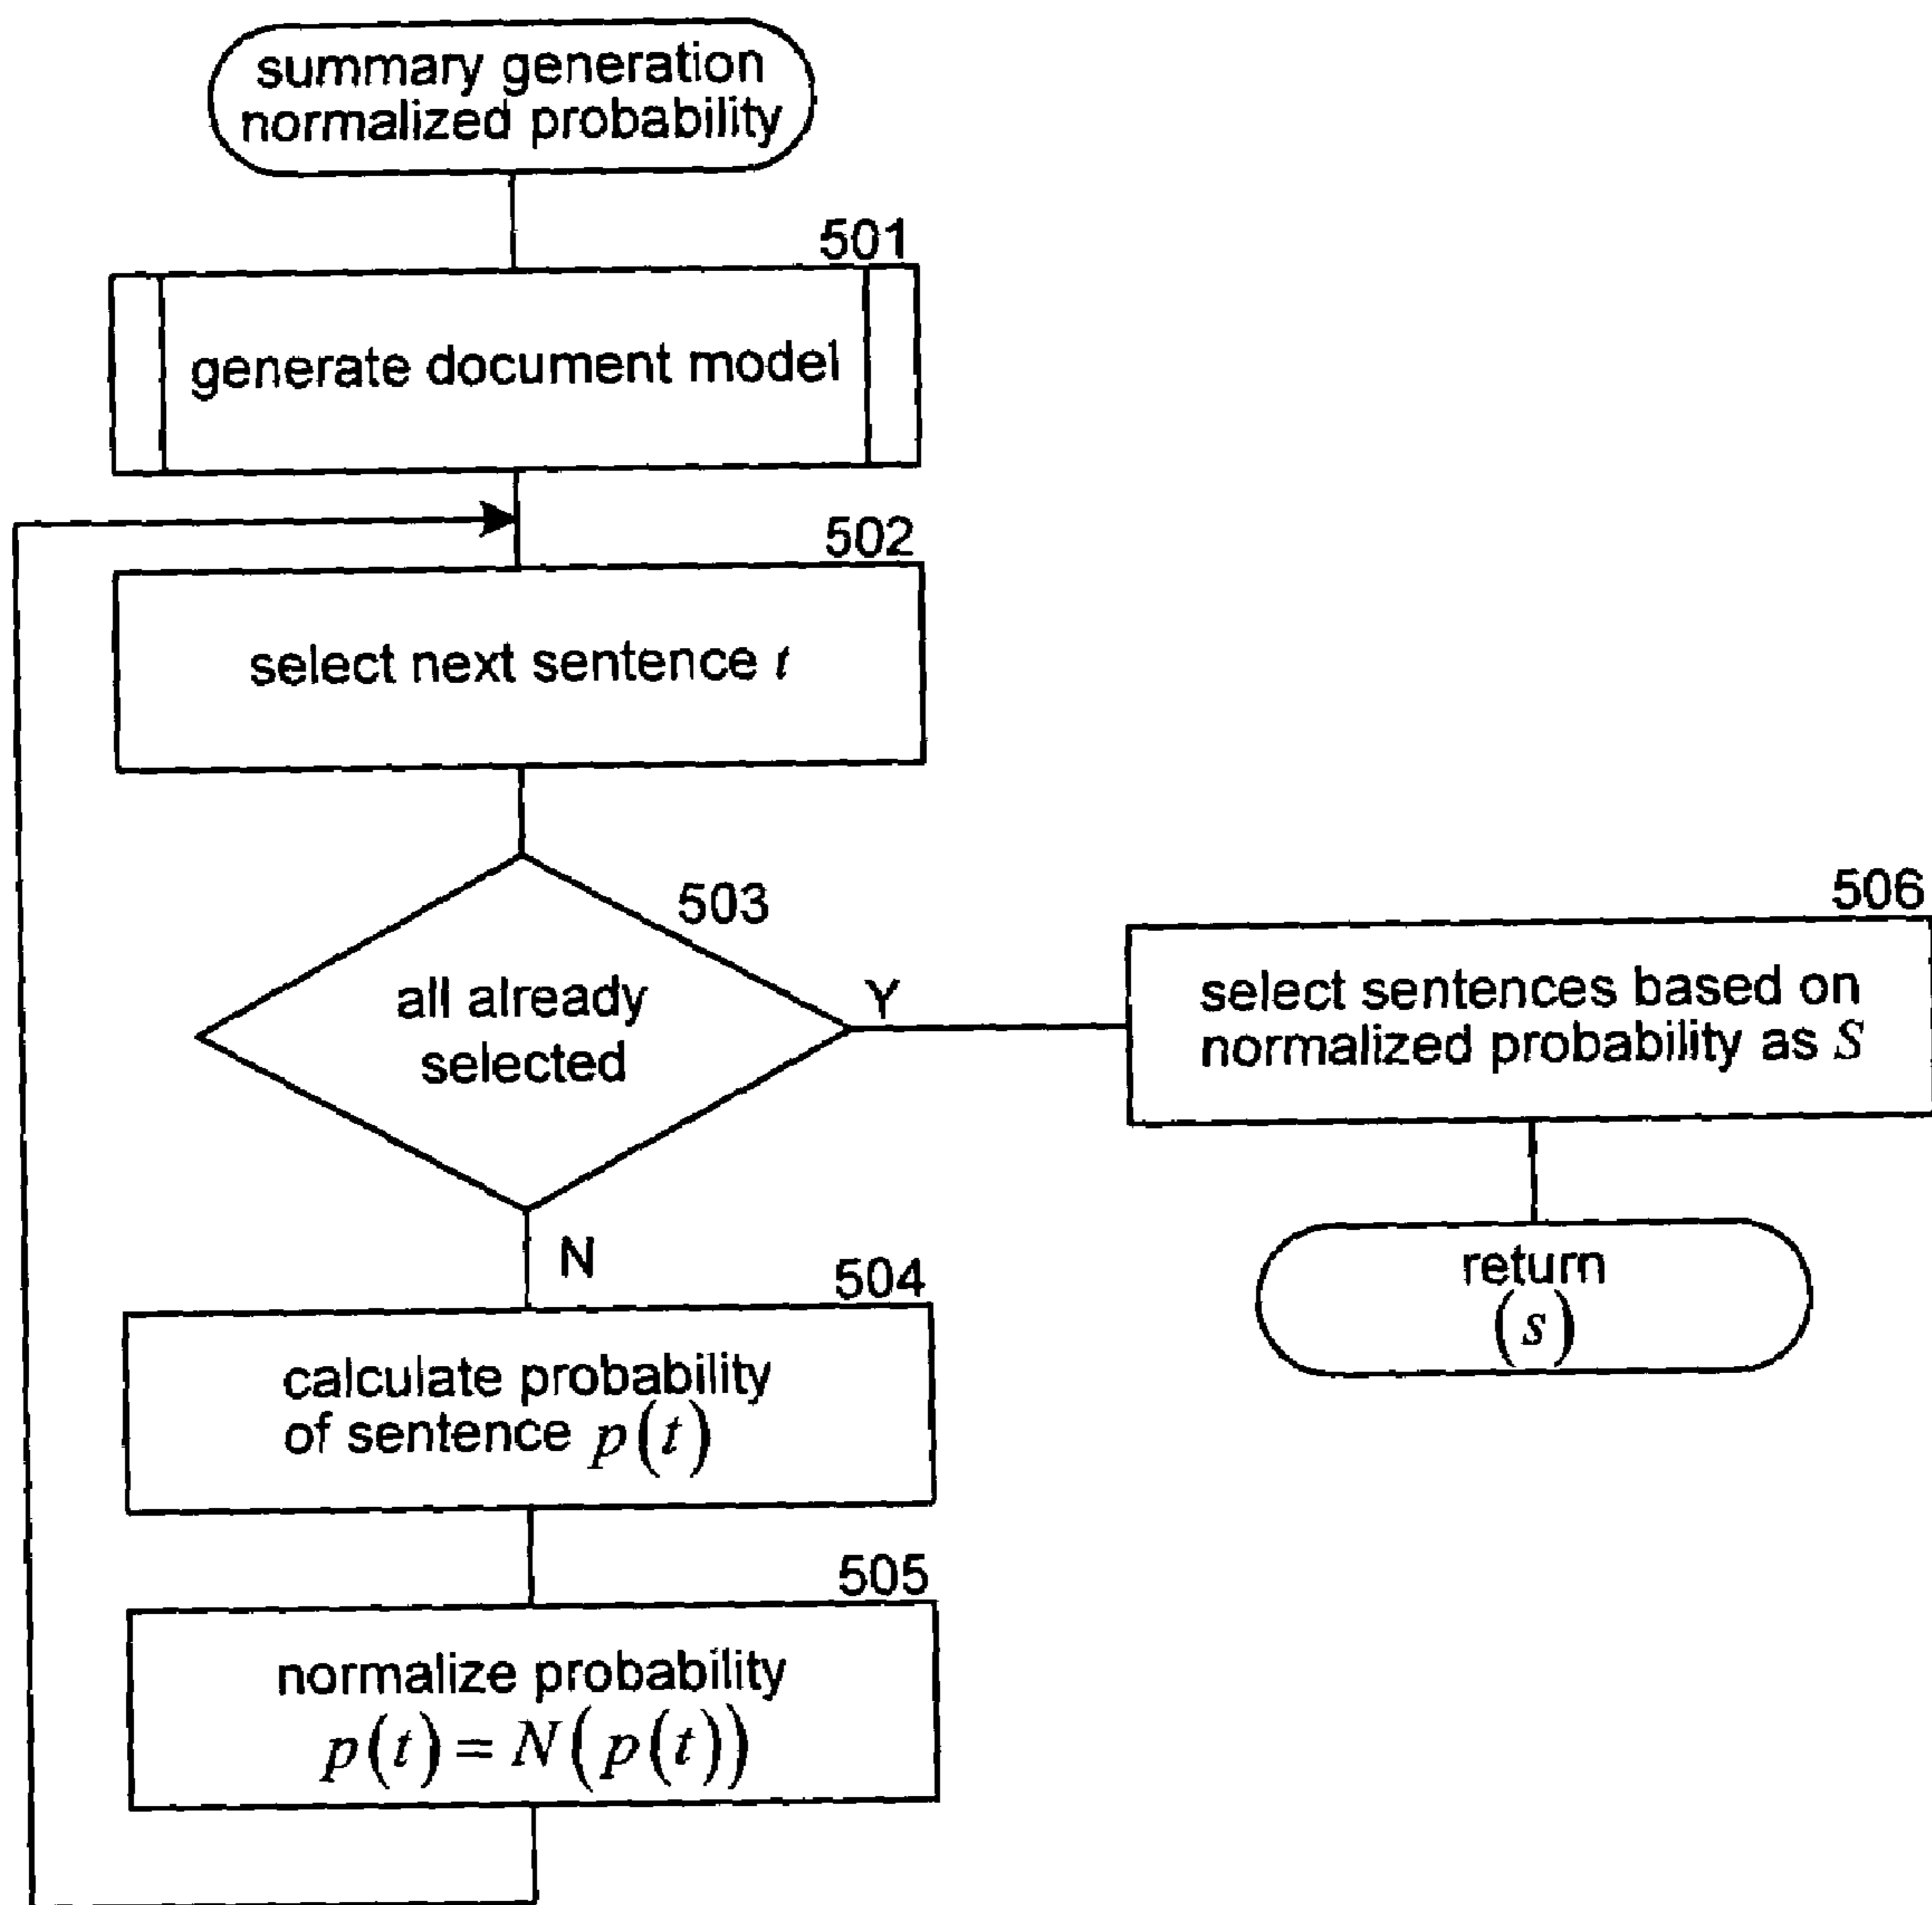 summary generation
normalized probability
501
generate document model
502
select next sentence t
503
all already
selected
Y
N
504
calculate probability
of sentence p(t)
505
normalize probability
p(t) = N(p(t))
506
select sentences based on
normalized probability as S
return
(s)